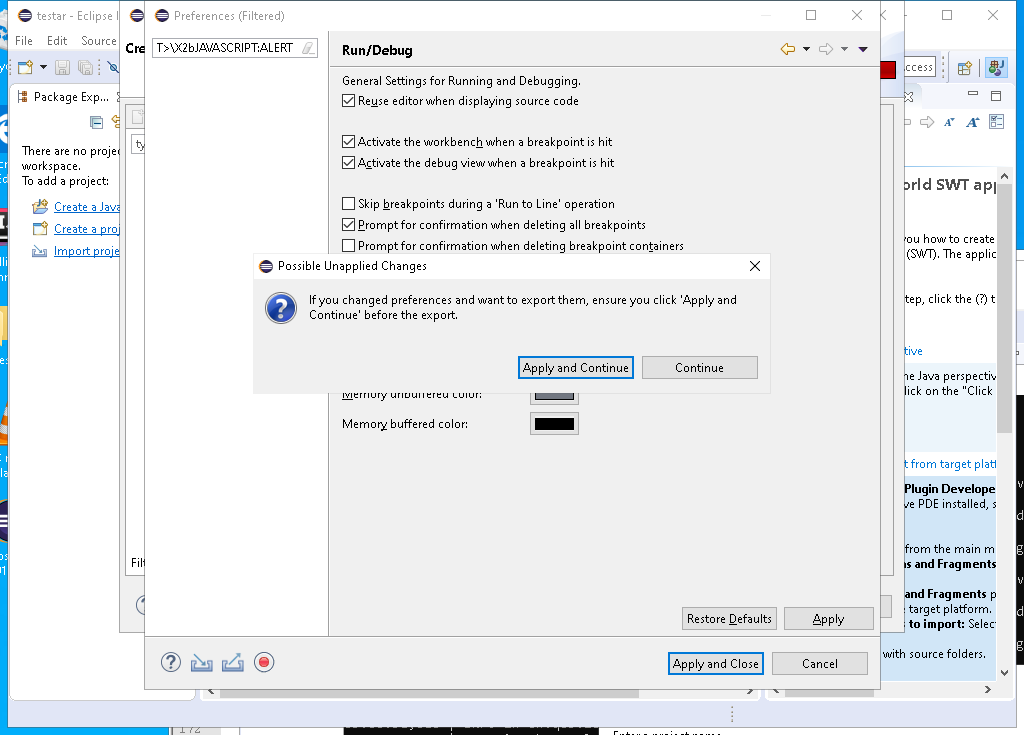 testar - Eclipse I
Preferences (Filtered)
File Edit Source
Cre
T>\X2bJAVASCRIPT:ALERT
Run/Debug
ccess
Package Exp...
There are no projec
workspace.
To add a project:
Create a Java
Create a proj
Import proje
ty
General Settings for Running and Debugging.
Reuse editor when displaying source code
Activate the workbench when a breakpoint is hit
Activate the debug view when a breakpoint is hit
Skip breakpoints during a 'Run to Line' operation
Prompt for confirmation when deleting all breakpoints
Prompt for confirmation when deleting breakpoint containers
Possible Unapplied Changes
If you changed preferences and want to export them, ensure you click 'Apply and
Continue' before the export.
Apply and Continue
Continue
Memory unbuffered color:
Memory buffered color:
Restore Defaults
Apply
Apply and Close
Cancel
Filt
orld SWT app
you how to create
(SWT). The applic
tep, click the (?) t
tive
he Java perspectiv
lick on the "Click
t from target platf
Plugin Develope
ve PDE installed, s
from the main m
ns and Fragments
and Fragments p
target platform.
s to import: Selec
with source folders.
172
Enter a project name